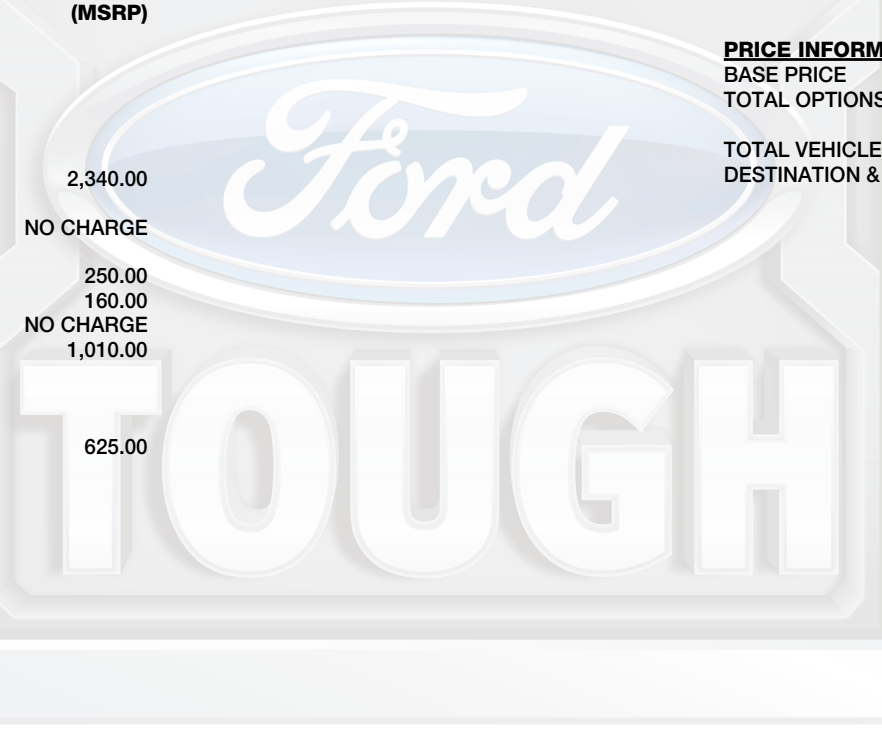 (MSRP)
2,340.00
NO CHARGE
250.00
160.00
NO CHARGE
1,010.00
625.00
PRICE INFORM
BASE PRICE
TOTAL OPTIONS
TOTAL VEHICLE
DESTINATION &
Ford
TOUGH